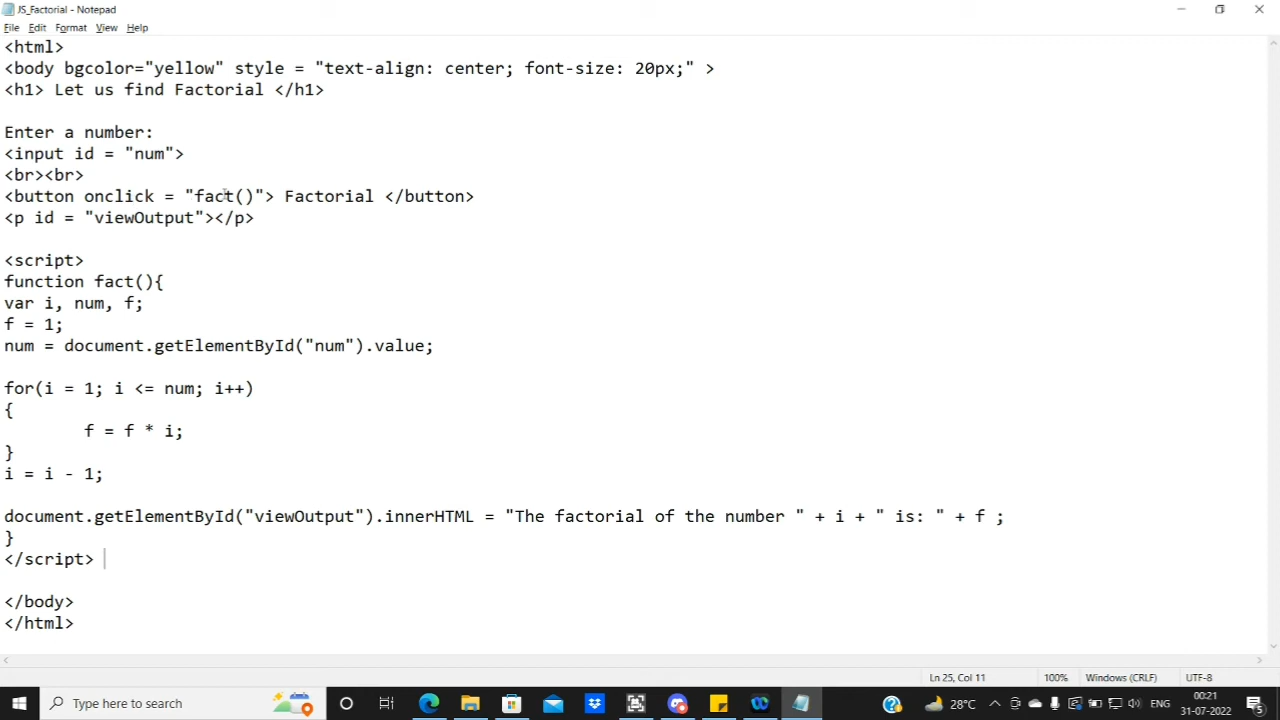 JS_Factorial - Notepad
File Edit Format View Help
<html>
<body bgcolor="yellow" style = "text-align: center; font-size: 20px;" >
<h1> Let us find Factorial </h1>
Enter a number:
<input id = "num">
<br><br>
<button onclick = "fact()"> Factorial </button>
<p id = "viewOutput"></p>
<script>
function fact(){
var i, num, f;
f = 1;
num = document.getElementById("num").value;
for(i = 1; i <= num; i++)
{
f = f * i;
}
i = i - 1;
document.getElementById("viewOutput").innerHTML = "The factorial of the number " + i + " is: " + f ;
}
</script>
</body>
</html>
Ln 25, Col 11 100% Windows (CRLF) UTF-8
Type here to search 28°C ENG 00:21
31-07-2022 5